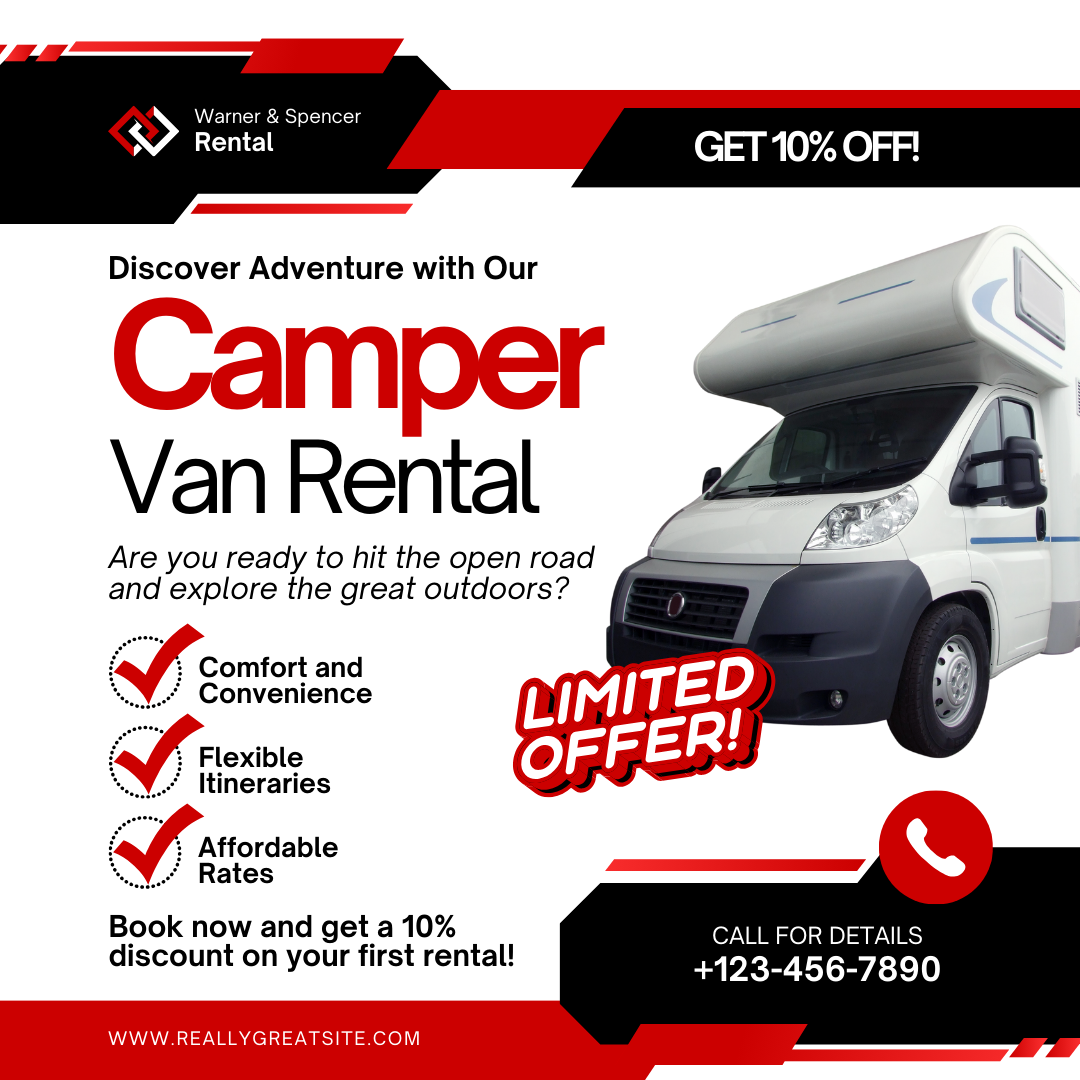 Warner & Spencer
Rental
GET 10% OFF!
Discover Adventure with Our
Camper
Van Rental
Are you ready to hit the open road
and explore the great outdoors?
Comfort and
Convenience
Flexible
Itineraries
Affordable
Rates
LIMITED
OFFER!
Book now and get a 10%
discount on your first rental!
CALL FOR DETAILS
+123-456-7890
WWW.REALLYGREATSITE.COM